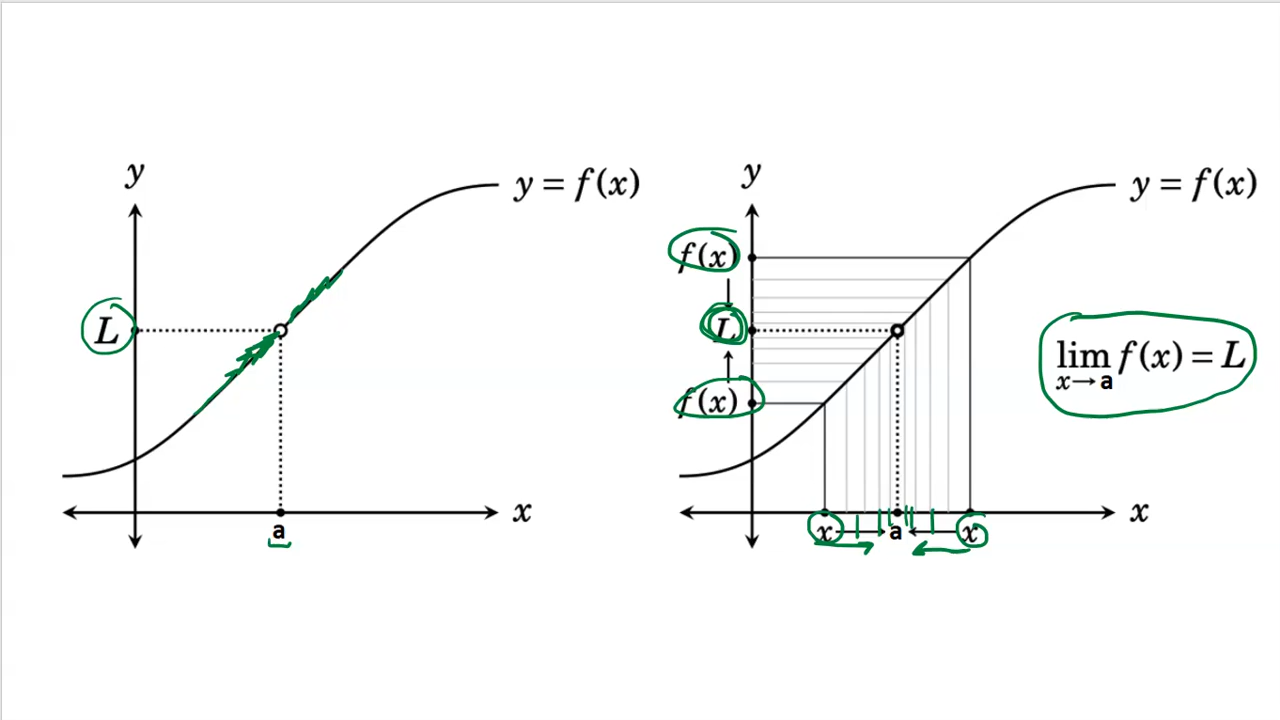 y
y = f(x)
L
x
a
y
y = f(x)
f(x)
L
f(x)
x
a
x
x
lim f(x) = L
x→a